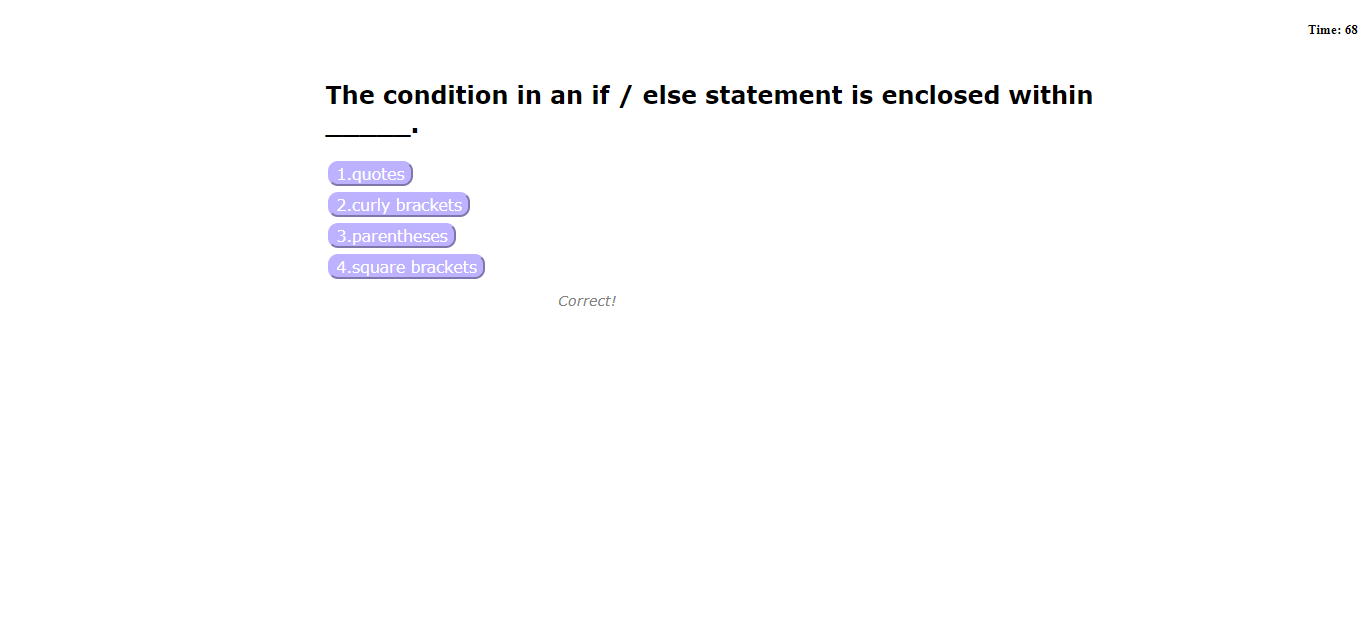 Time: 68
The condition in an if / else statement is enclosed within
_____.
1.quotes
2.curly brackets
3.parentheses
4.square brackets
Correct!